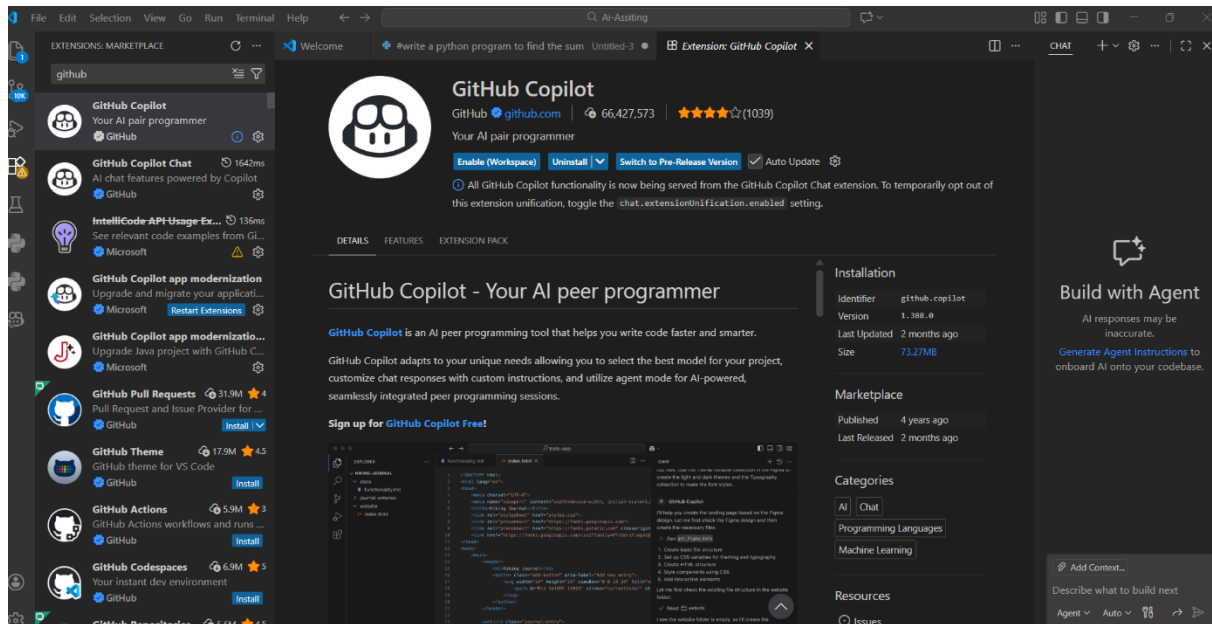 File Edit Selection View Go Run Terminal Help
Ai-Assiting
EXTENSIONS: MARKETPLACE
github
1
10K
GitHub Copilot
Your AI pair programmer
GitHub
GitHub Copilot Chat 1642ms
AI chat features powered by Copilot
GitHub
IntelliCode API Usage Ex... 136ms
See relevant code examples from Gi...
Microsoft
GitHub Copilot app modernization
Upgrade and migrate your applicati...
Microsoft Restart Extensions
GitHub Copilot app modernizatio...
Upgrade Java project with GitHub C...
Microsoft
GitHub Pull Requests 31.9M 4
Pull Request and Issue Provider for ...
GitHub Install
GitHub Theme 17.9M 4.5
GitHub theme for VS Code
GitHub Install
GitHub Actions 5.9M 3
GitHub Actions workflows and runs ...
GitHub Install
GitHub Codespaces 6.9M 5
Your instant dev environment
GitHub Install
Welcome #write a python program to find the sum Untitled-3 Extension: GitHub Copilot
GitHub Copilot
GitHub github.com 66,427,573 (1039)
Your AI pair programmer
Enable (Workspace) Uninstall Switch to Pre-Release Version Auto Update
All GitHub Copilot functionality is now being served from the GitHub Copilot Chat extension. To temporarily opt out of
this extension unification, toggle the chat.extensionUnification.enabled setting.
DETAILS FEATURES EXTENSION PACK
GitHub Copilot - Your AI peer programmer
GitHub Copilot is an AI peer programming tool that helps you write code faster and smarter.
GitHub Copilot adapts to your unique needs allowing you to select the best model for your project,
customize chat responses with custom instructions, and utilize agent mode for AI-powered,
seamlessly integrated peer programming sessions.
Sign up for GitHub Copilot Free!
Installation
Identifier github.copilot
Version 1.388.0
Last Updated 2 months ago
Size 73.27MB
Marketplace
Published 4 years ago
Last Released 2 months ago
Categories
AI Chat
Programming Languages
Machine Learning
Resources
Issues
CHAT
Build with Agent
AI responses may be
inaccurate.
Generate Agent Instructions to
onboard AI onto your codebase.
Add Context...
Describe what to build next
Agent Auto